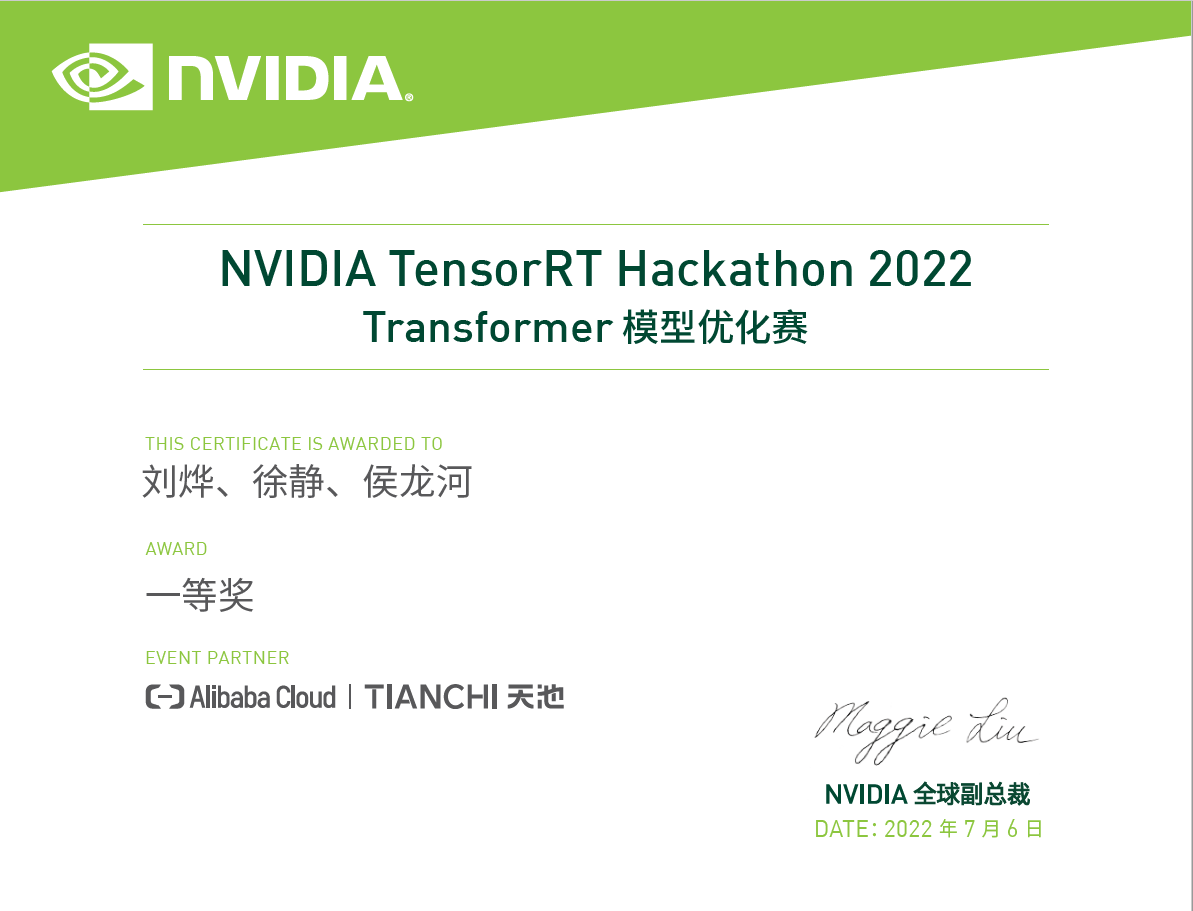 NVIDIA®
NVIDIA TensorRT Hackathon 2022
Transformer 模型优化赛
THIS CERTIFICATE IS AWARDED TO
刘烨、徐静、侯龙河
AWARD
一等奖
EVENT PARTNER
Alibaba Cloud | TIANCHI 天池
Maggie Liu
NVIDIA 全球副总裁
DATE: 2022 年 7 月 6 日